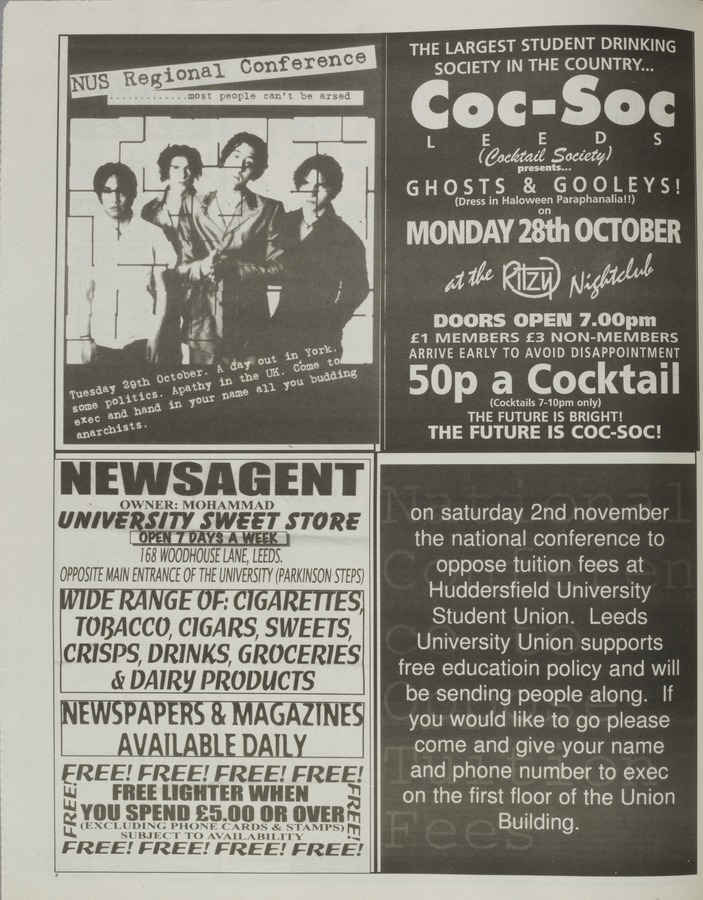 NUS Regional Conference
.............most people can't be arsed
Tuesday 29th October. A day out in York.
some politics. Apathy in the UK. Come to
exec and hand in your name all you budding
anarchists.
THE LARGEST STUDENT DRINKING
SOCIETY IN THE COUNTRY...
Coc-Soc
L E E D S
(Cocktail Society)
presents...
GHOSTS & GOOLEYS!
(Dress in Haloween Paraphanalia!!)
on
MONDAY 28th OCTOBER
at the Ritzy Nightclub
DOORS OPEN 7.00pm
£1 MEMBERS £3 NON-MEMBERS
ARRIVE EARLY TO AVOID DISAPPOINTMENT
50p a Cocktail
(Cocktails 7-10pm only)
THE FUTURE IS BRIGHT!
THE FUTURE IS COC-SOC!
NEWSAGENT
OWNER: MOHAMMAD
UNIVERSITY SWEET STORE
OPEN 7 DAYS A WEEK
168 WOODHOUSE LANE, LEEDS.
OPPOSITE MAIN ENTRANCE OF THE UNIVERSITY (PARKINSON STEPS)
WIDE RANGE OF: CIGARETTES,
TOBACCO, CIGARS, SWEETS,
CRISPS, DRINKS, GROCERIES
& DAIRY PRODUCTS
NEWSPAPERS & MAGAZINES
AVAILABLE DAILY
FREE! FREE! FREE! FREE!
FREE!
FREE LIGHTER WHEN
YOU SPEND £5.00 OR OVER
(EXCLUDING PHONE CARDS & STAMPS)
SUBJECT TO AVAILABILITY
FREE!
FREE! FREE! FREE! FREE!
on saturday 2nd november
the national conference to
oppose tuition fees at
Huddersfield University
Student Union. Leeds
University Union supports
free educatioin policy and will
be sending people along. If
you would like to go please
come and give your name
and phone number to exec
on the first floor of the Union
Building.
National
Conferen
ce to
Oppose
Tuition
Fees